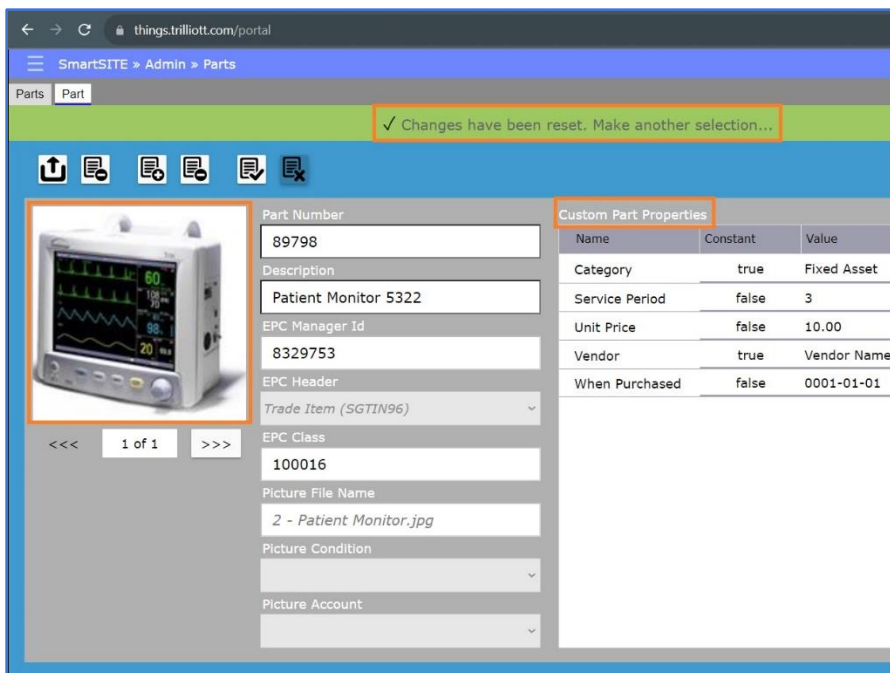 things.trilliott.com/portal
SmartSITE » Admin » Parts
Parts Part
✓ Changes have been reset. Make another selection...
Part Number
89798
Description
Patient Monitor 5322
EPC Manager Id
8329753
EPC Header
Trade Item (SGTIN96)
EPC Class
100016
Picture File Name
2 - Patient Monitor.jpg
Picture Condition
Picture Account
60
98
20
<<< 1 of 1 >>>
Custom Part Properties
Name Constant Value
Category true Fixed Asset
Service Period false 3
Unit Price false 10.00
Vendor true Vendor Name
When Purchased false 0001-01-01